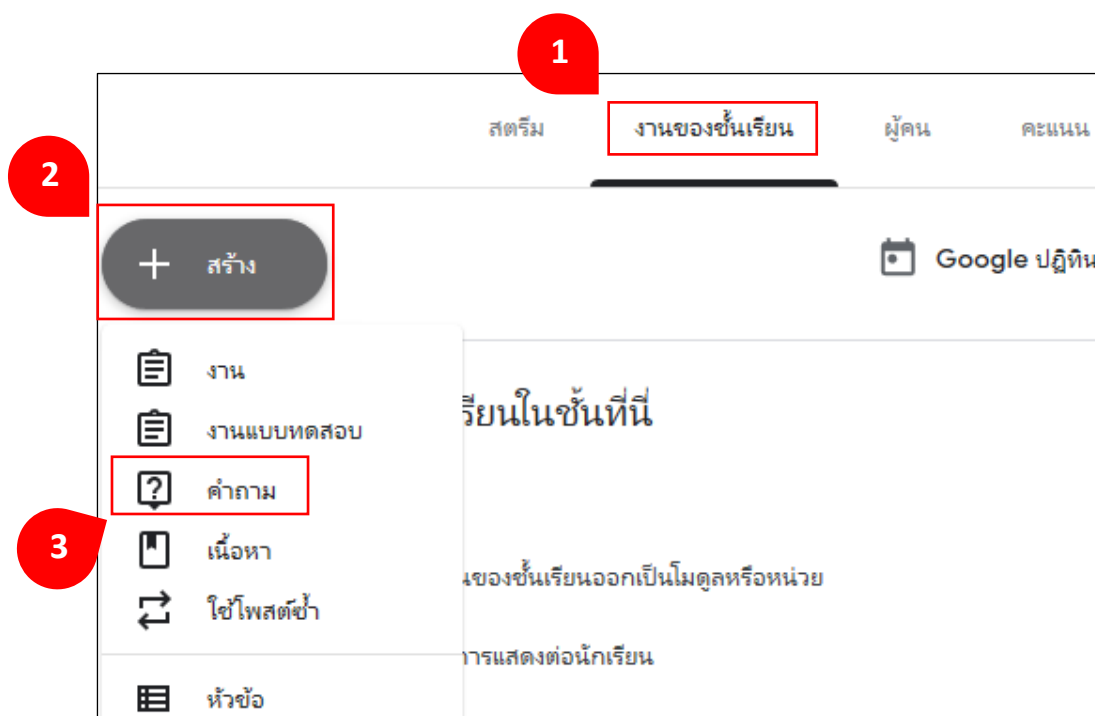 1
สตรีม งานของชั้นเรียน ผู้คน คะแนน
2
+ สร้าง
Google ปฏิทิน
งาน
รียนในชั้นที่นี่
งานแบบทดสอบ
คำถาม
3
เนื้อหา
นของชั้นเรียนออกเป็นโมดูลหรือหน่วย
ใช้โพสต์ซ้ำ
การแสดงต่อนักเรียน
หัวข้อ